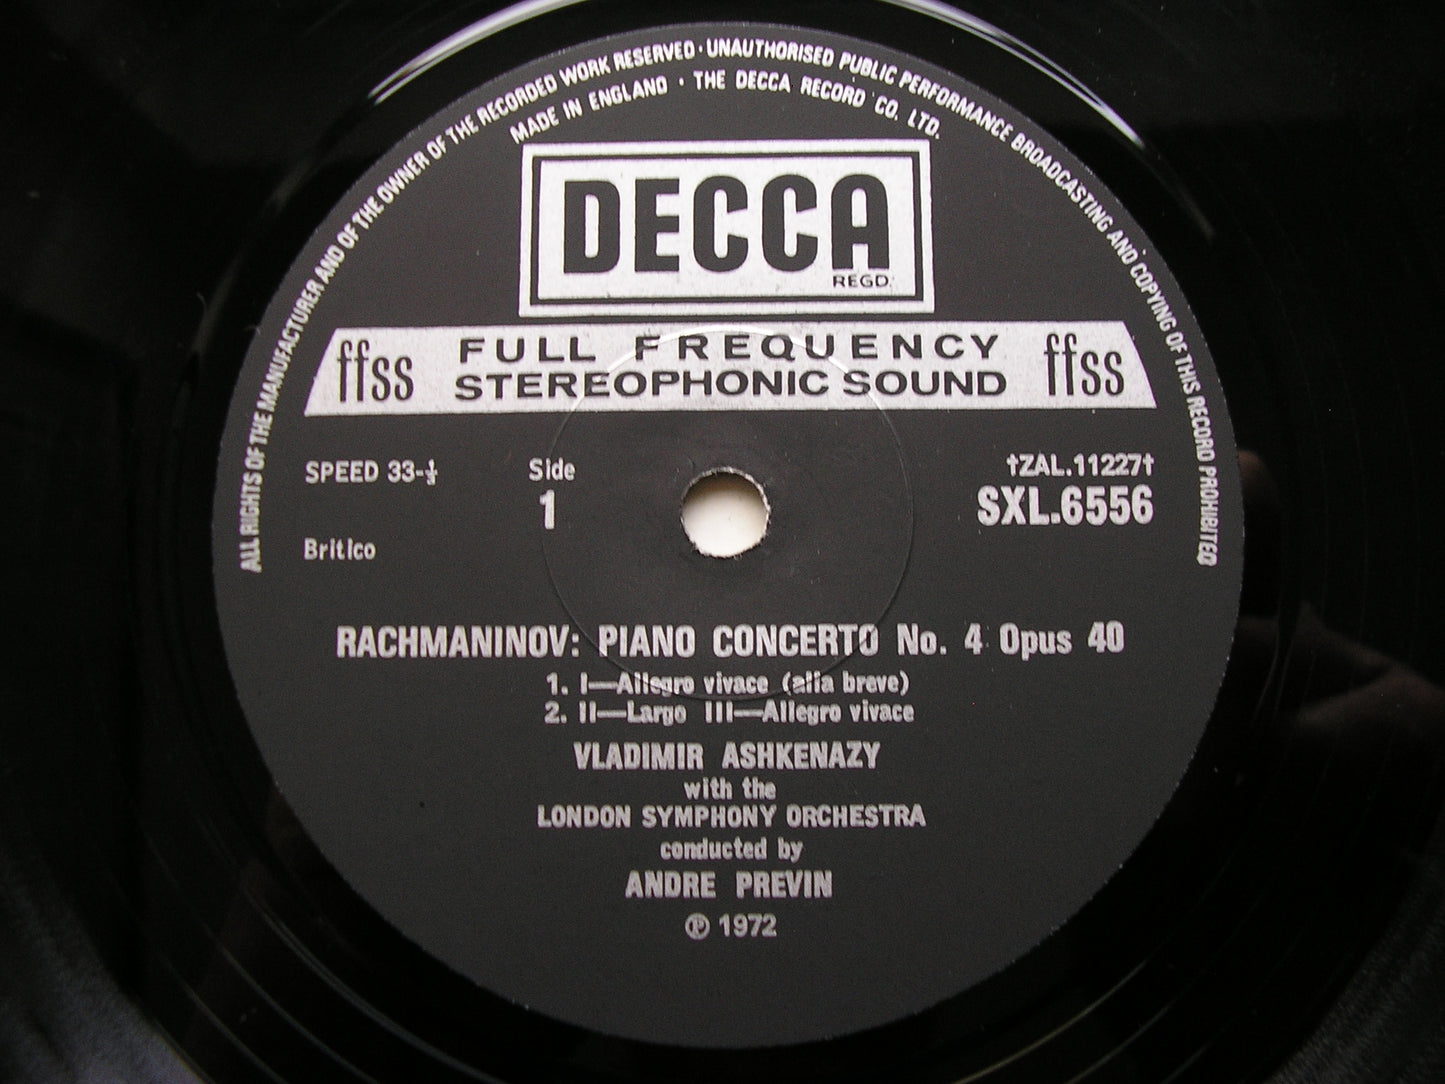 ALL RIGHTS OF THE MANUFACTURER AND OF THE OWNER OF THE RECORDED WORK RESERVED · UNAUTHORISED PUBLIC PERFORMANCE BROADCASTING AND COPYING OF THIS RECORD PROHIBITED
MADE IN ENGLAND · THE DECCA RECORD CO. LTD.
DECCA
REGD.
ffss FULL FREQUENCY ffss
STEREOPHONIC SOUND
SPEED 33-⅓ Side †ZAL.11227†
1 SXL.6556
Britico
RACHMANINOV: PIANO CONCERTO No. 4 Opus 40
1. I—Allegro vivace (alla breve)
2. II—Largo III—Allegro vivace
VLADIMIR ASHKENAZY
with the
LONDON SYMPHONY ORCHESTRA
conducted by
ANDRE PREVIN
℗ 1972